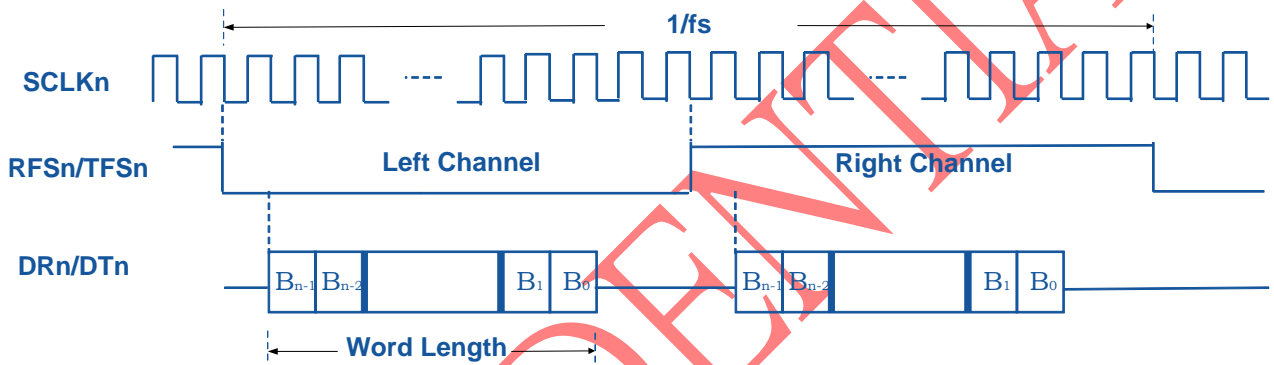 1/fs
SCLKn
RFSn/TFSn Left Channel Right Channel
DRn/DTn
Bn-1 Bn-2 B1 B0 Bn-1 Bn-2 B1 B0
Word Length
ENTIA